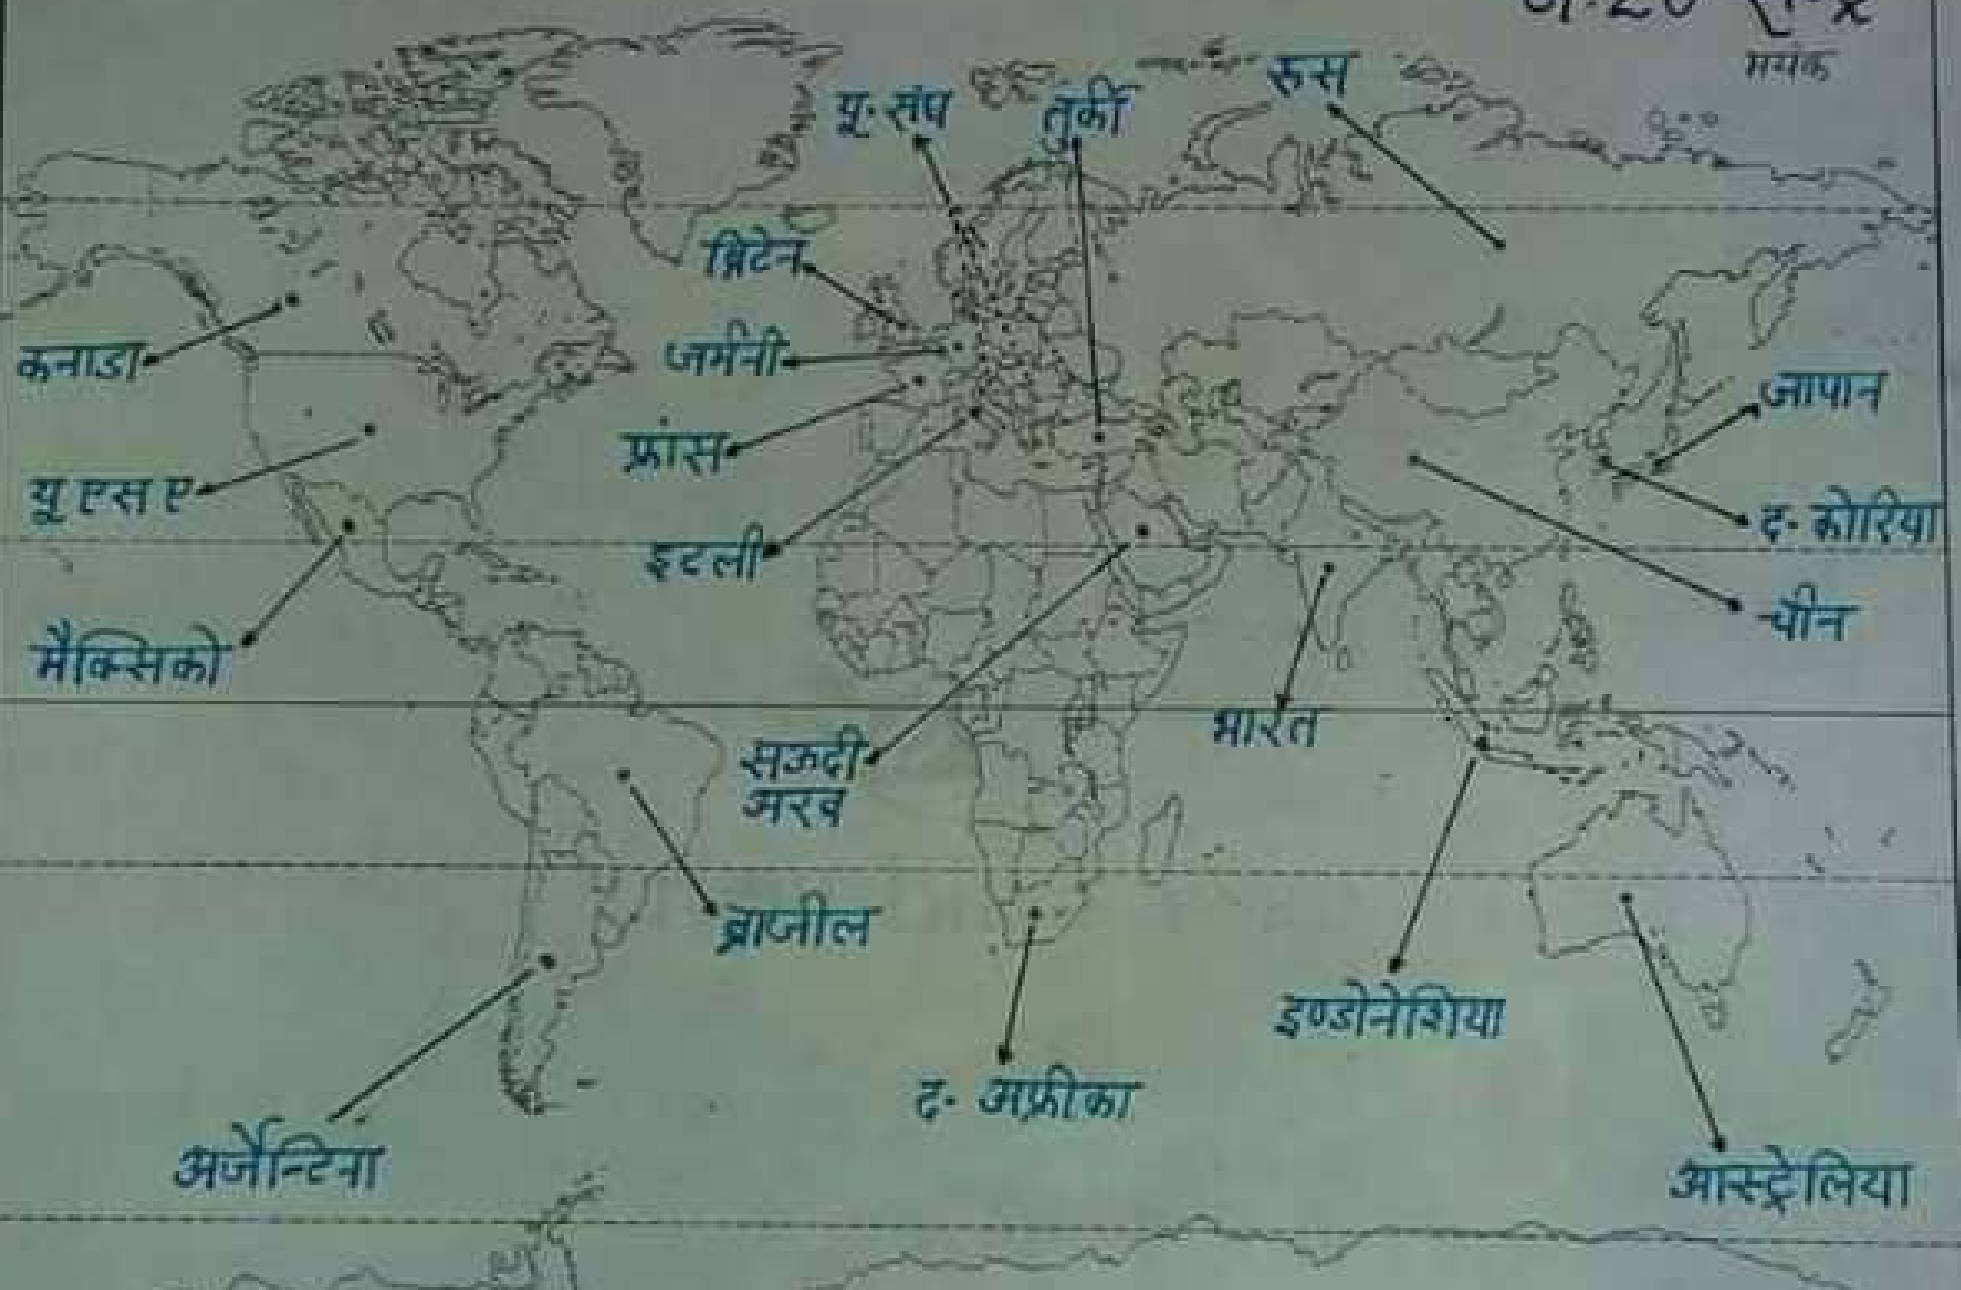 मयंक
रुस
यू. संघ
तुर्की
ब्रिटेन
कनाडा
जर्मनी
जापान
फ्रांस
यू एस ए
द. कोरिया
इटली
चीन
मैक्सिको
भारत
सऊदी
अरब
ब्राजील
इण्डोनेशिया
द. अफ्रीका
अर्जेन्टिना
आस्ट्रेलिया